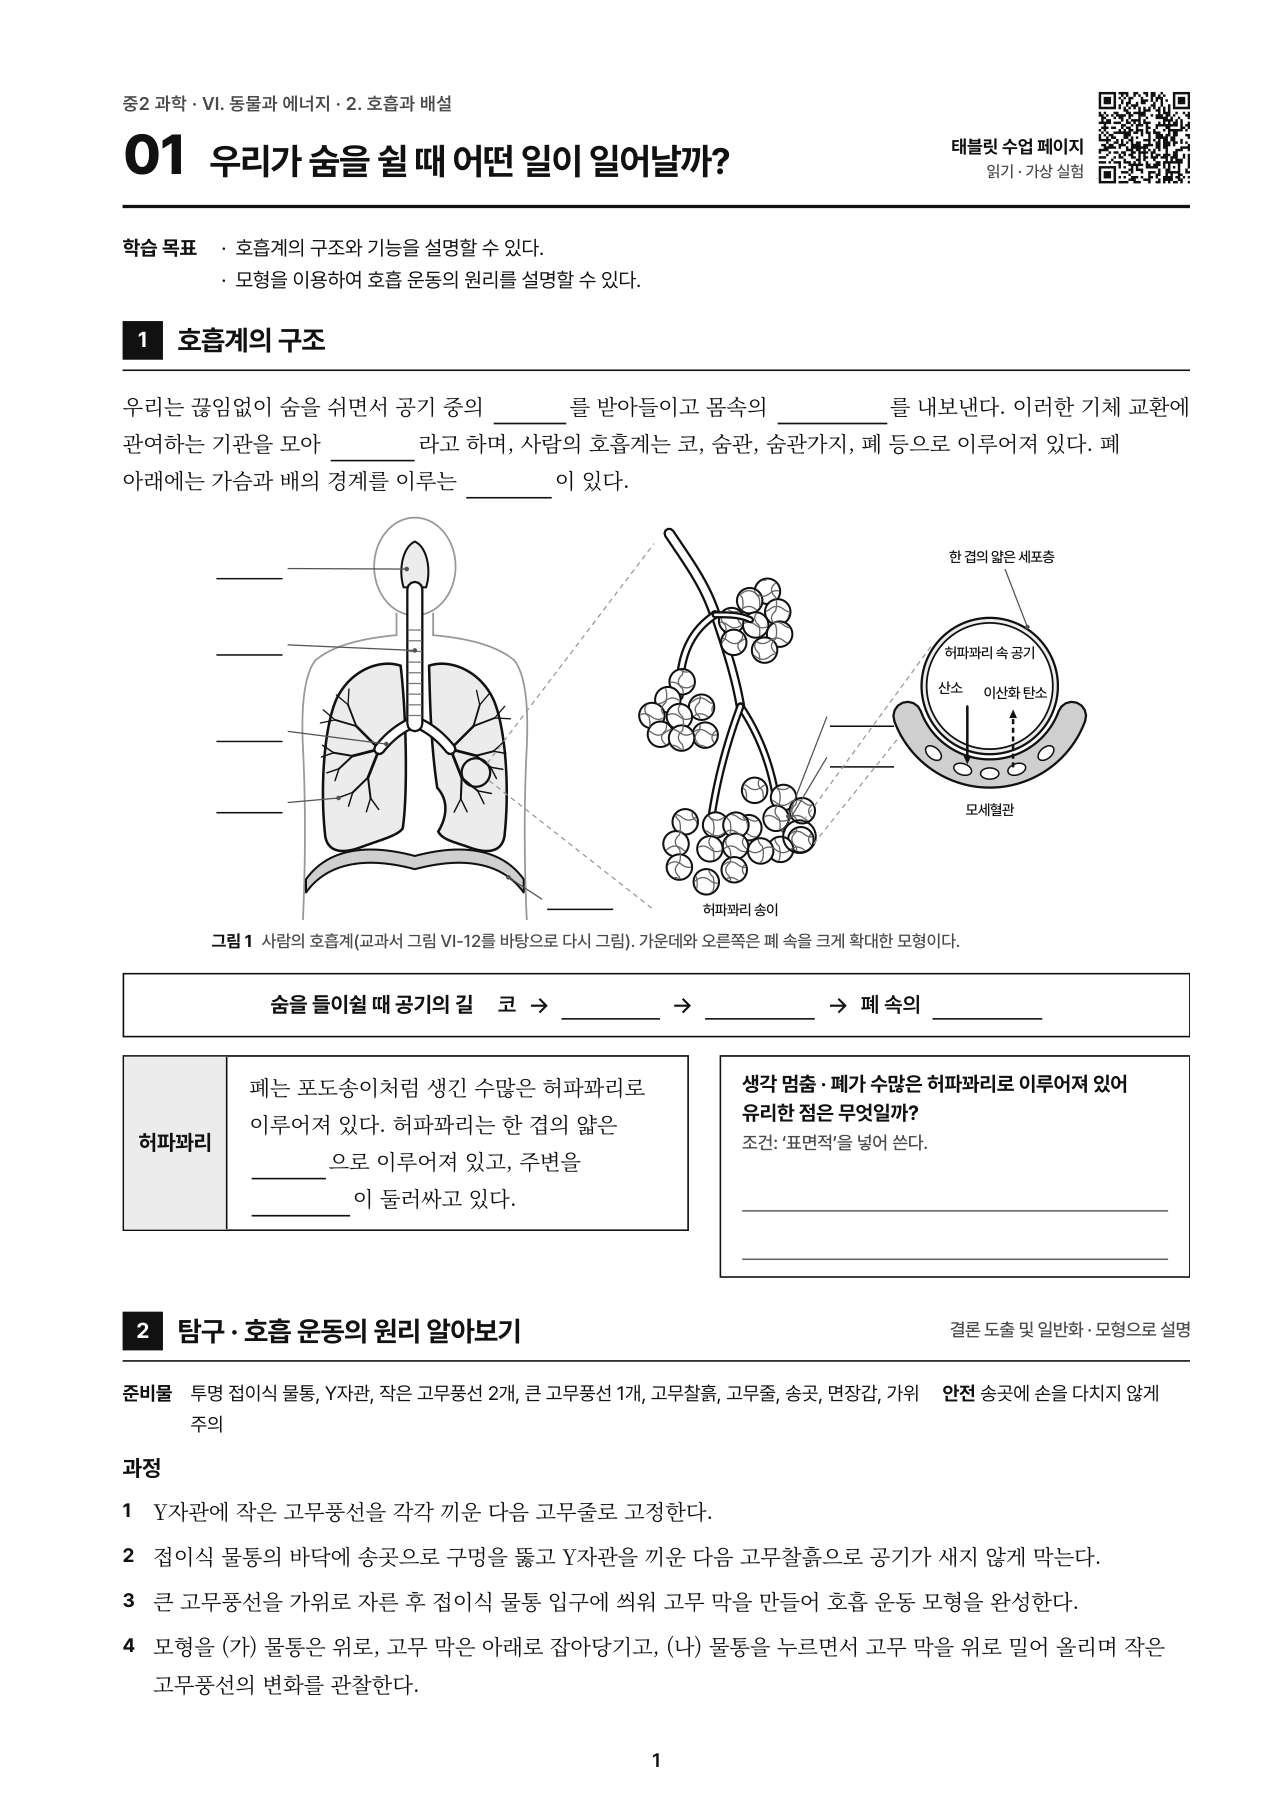 중2 과학 · VI. 동물과 에너지 · 2. 호흡과 배설
01 우리가 숨을 쉴 때 어떤 일이 일어날까?
태블릿 수업 페이지
읽기 · 가상 실험
학습 목표 · 호흡계의 구조와 기능을 설명할 수 있다.
· 모형을 이용하여 호흡 운동의 원리를 설명할 수 있다.
1 호흡계의 구조
우리는 끊임없이 숨을 쉬면서 공기 중의 ______를 받아들이고 몸속의 ______를 내보낸다. 이러한 기체 교환에
관여하는 기관을 모아 ______라고 하며, 사람의 호흡계는 코, 숨관, 숨관가지, 폐 등으로 이루어져 있다. 폐
아래에는 가슴과 배의 경계를 이루는 ______이 있다.
한 겹의 얇은 세포층
허파꽈리 속 공기
산소 이산화 탄소
모세혈관
허파꽈리 송이
그림 1 사람의 호흡계(교과서 그림 VI-12를 바탕으로 다시 그림). 가운데와 오른쪽은 폐 속을 크게 확대한 모형이다.
숨을 들이쉴 때 공기의 길 코 → ______ → ______ → 폐 속의 ______
허파꽈리
폐는 포도송이처럼 생긴 수많은 허파꽈리로
이루어져 있다. 허파꽈리는 한 겹의 얇은
______으로 이루어져 있고, 주변을
______이 둘러싸고 있다.
생각 멈춤 · 폐가 수많은 허파꽈리로 이루어져 있어
유리한 점은 무엇일까?
조건: ‘표면적’을 넣어 쓴다.
2 탐구 · 호흡 운동의 원리 알아보기
결론 도출 및 일반화 · 모형으로 설명
준비물 투명 접이식 물통, Y자관, 작은 고무풍선 2개, 큰 고무풍선 1개, 고무찰흙, 고무줄, 송곳, 면장갑, 가위 안전 송곳에 손을 다치지 않게
주의
과정
1 Y자관에 작은 고무풍선을 각각 끼운 다음 고무줄로 고정한다.
2 접이식 물통의 바닥에 송곳으로 구멍을 뚫고 Y자관을 끼운 다음 고무찰흙으로 공기가 새지 않게 막는다.
3 큰 고무풍선을 가위로 자른 후 접이식 물통 입구에 씌워 고무 막을 만들어 호흡 운동 모형을 완성한다.
4 모형을 (가) 물통은 위로, 고무 막은 아래로 잡아당기고, (나) 물통을 누르면서 고무 막을 위로 밀어 올리며 작은
고무풍선의 변화를 관찰한다.
1